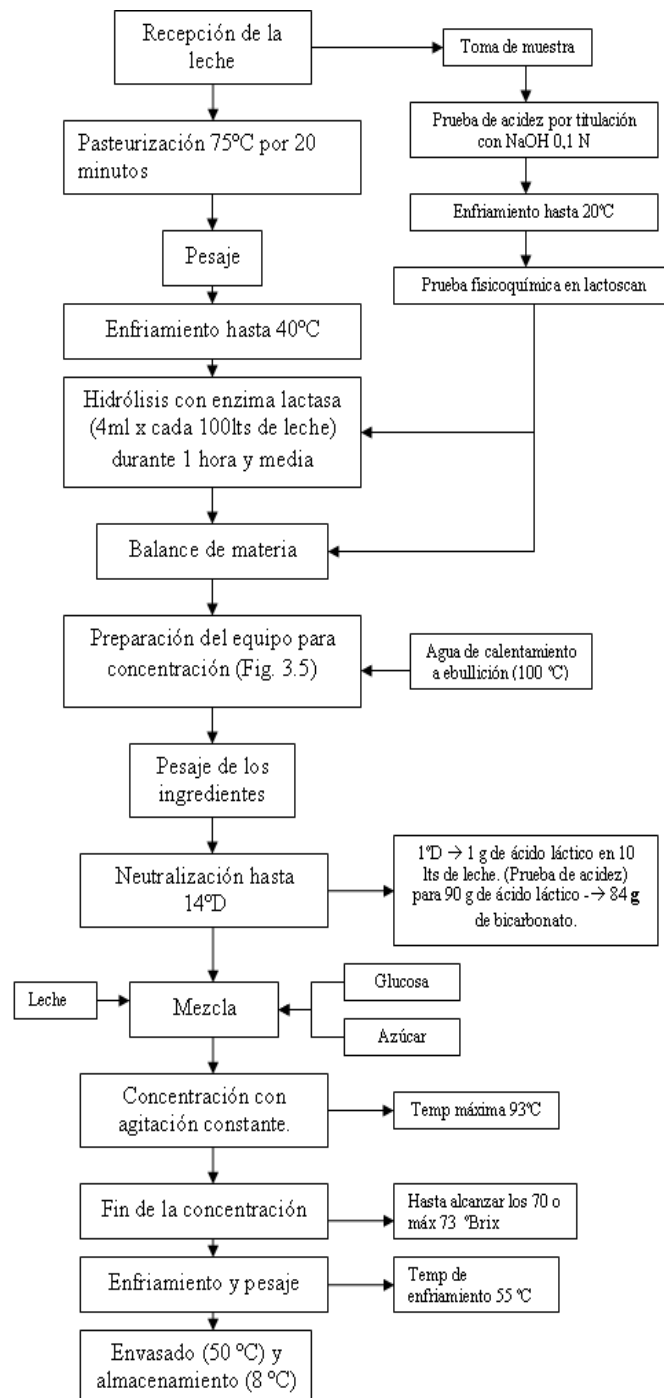 Recepción de la
leche
Toma de muestra
Prueba de acidez por titulación
con NaOH 0,1 N
Pasteurización 75ºC por 20
minutos
Enfriamiento hasta 20ºC
Pesaje
Prueba fisicoquímica en lactoscan
Enfriamiento hasta 40ºC
Hidrólisis con enzima lactasa
(4ml x cada 100lts de leche)
durante 1 hora y media
Balance de materia
Preparación del equipo para
concentración (Fig. 3.5)
Agua de calentamiento
a ebullición (100 ºC)
Pesaje de los
ingredientes
Neutralización hasta
14ºD
1ºD → 1 g de ácido láctico en 10
lts de leche. (Prueba de acidez)
para 90 g de ácido láctico -→ 84 g
de bicarbonato.
Leche
Mezcla
Glucosa
Azúcar
Concentración con
agitación constante.
Temp máxima 93ºC
Fin de la concentración
Hasta alcanzar los 70 o
máx 73 ºBrix
Enfriamiento y pesaje
Temp de
enfriamiento 55 ºC
Envasado (50 ºC) y
almacenamiento (8 ºC)